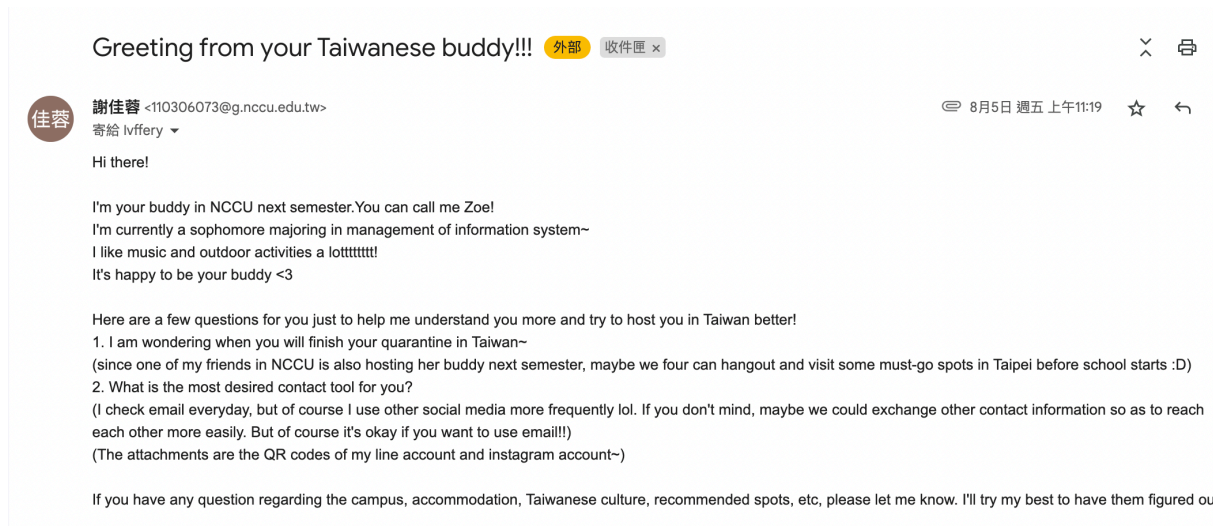 Greeting from your Taiwanese buddy!!! 外部 收件匣 ×
佳蓉
謝佳蓉 <110306073@g.nccu.edu.tw>
8月5日 週五 上午11:19
寄給 lvffery
Hi there!
I'm your buddy in NCCU next semester.You can call me Zoe!
I'm currently a sophomore majoring in management of information system~
I like music and outdoor activities a lotttttttt!
It's happy to be your buddy <3
Here are a few questions for you just to help me understand you more and try to host you in Taiwan better!
1. I am wondering when you will finish your quarantine in Taiwan~
(since one of my friends in NCCU is also hosting her buddy next semester, maybe we four can hangout and visit some must-go spots in Taipei before school starts :D)
2. What is the most desired contact tool for you?
(I check email everyday, but of course I use other social media more frequently lol. If you don't mind, maybe we could exchange other contact information so as to reach
each other more easily. But of course it's okay if you want to use email!!)
(The attachments are the QR codes of my line account and instagram account~)
If you have any question regarding the campus, accommodation, Taiwanese culture, recommended spots, etc, please let me know. I'll try my best to have them figured ou